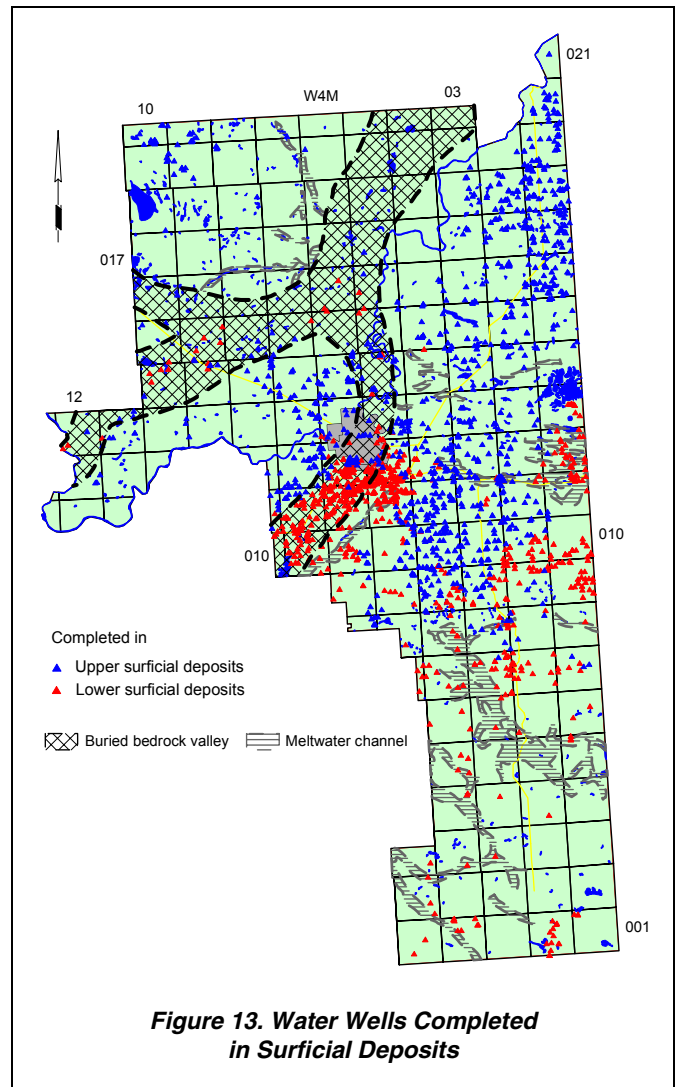 021
10 W4M 03
017
12
010
010
Completed in
Upper surficial deposits
Lower surficial deposits
Buried bedrock valley Meltwater channel
001
Figure 13. Water Wells Completed
in Surficial Deposits